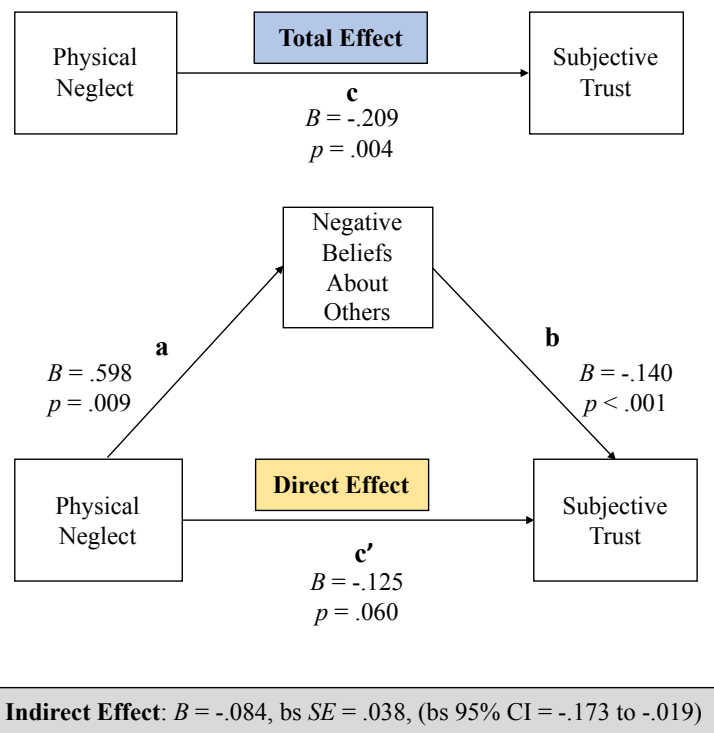 Total Effect
Physical
Neglect
Subjective
Trust
c
B = -.209
p = .004
Negative
Beliefs
About
Others
a
B = .598
p = .009
b
B = -.140
p < .001
Direct Effect
Physical
Neglect
Subjective
Trust
c′
B = -.125
p = .060
Indirect Effect: B = -.084, bs SE = .038, (bs 95% CI = -.173 to -.019)